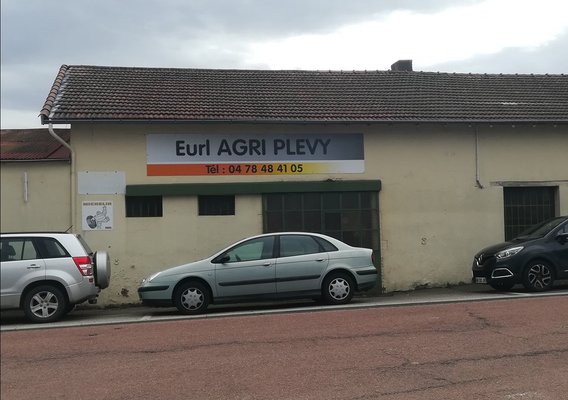 Eurl AGRI PLEVY
Tél : 04 78 48 41 05
MICHELIN